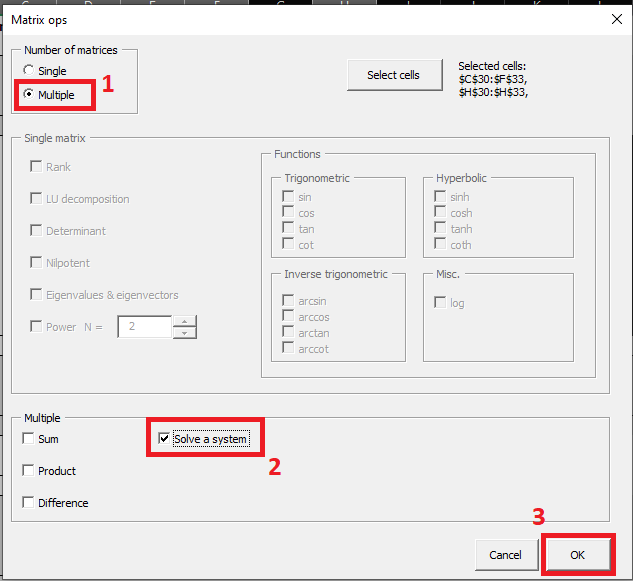 Matrix ops
Number of matrices
Single
1
Multiple
Select cells
Selected cells:
$C$30:$F$33,
$H$30:$H$33,
Single matrix
Rank
LU decomposition
Determinant
Nilpotent
Eigenvalues & eigenvectors
Power N = 2
Functions
Trigonometric
sin
cos
tan
cot
Hyperbolic
sinh
cosh
tanh
coth
Inverse trigonometric
arcsin
arccos
arctan
arccot
Misc.
log
Multiple
Sum
Solve a system
2
Product
Difference
3
Cancel
OK